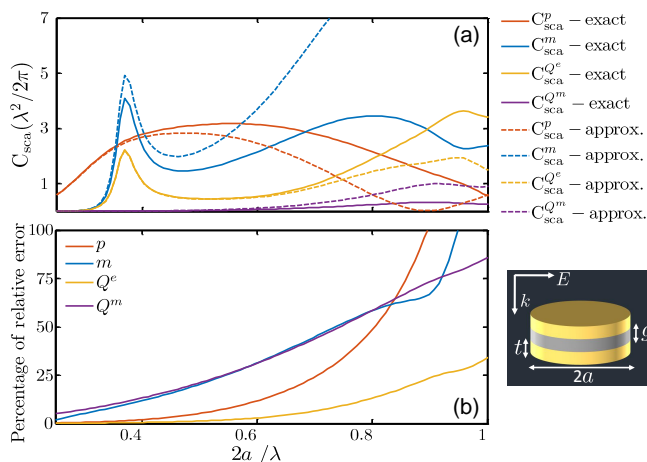 7
5
3
1
C_sca(λ²/2π)
(a)
C^p_sca – exact
C^m_sca – exact
C^{Q^e}_sca – exact
C^{Q^m}_sca – exact
C^p_sca – approx.
C^m_sca – approx.
C^{Q^e}_sca – approx.
C^{Q^m}_sca – approx.
100
75
50
25
0
Percentage of relative error
p
m
Q^e
Q^m
(b)
0.4
0.6
0.8
1
2a /λ
E
k
t
g
2a